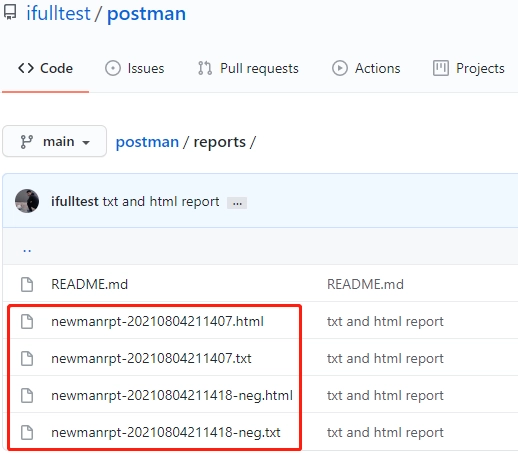 ifulltest / postman
Code Issues Pull requests Actions Projects
main postman / reports /
ifulltest txt and html report ...
..
README.md README.md
newmanrpt-20210804211407.html txt and html report
newmanrpt-20210804211407.txt txt and html report
newmanrpt-20210804211418-neg.html txt and html report
newmanrpt-20210804211418-neg.txt txt and html report